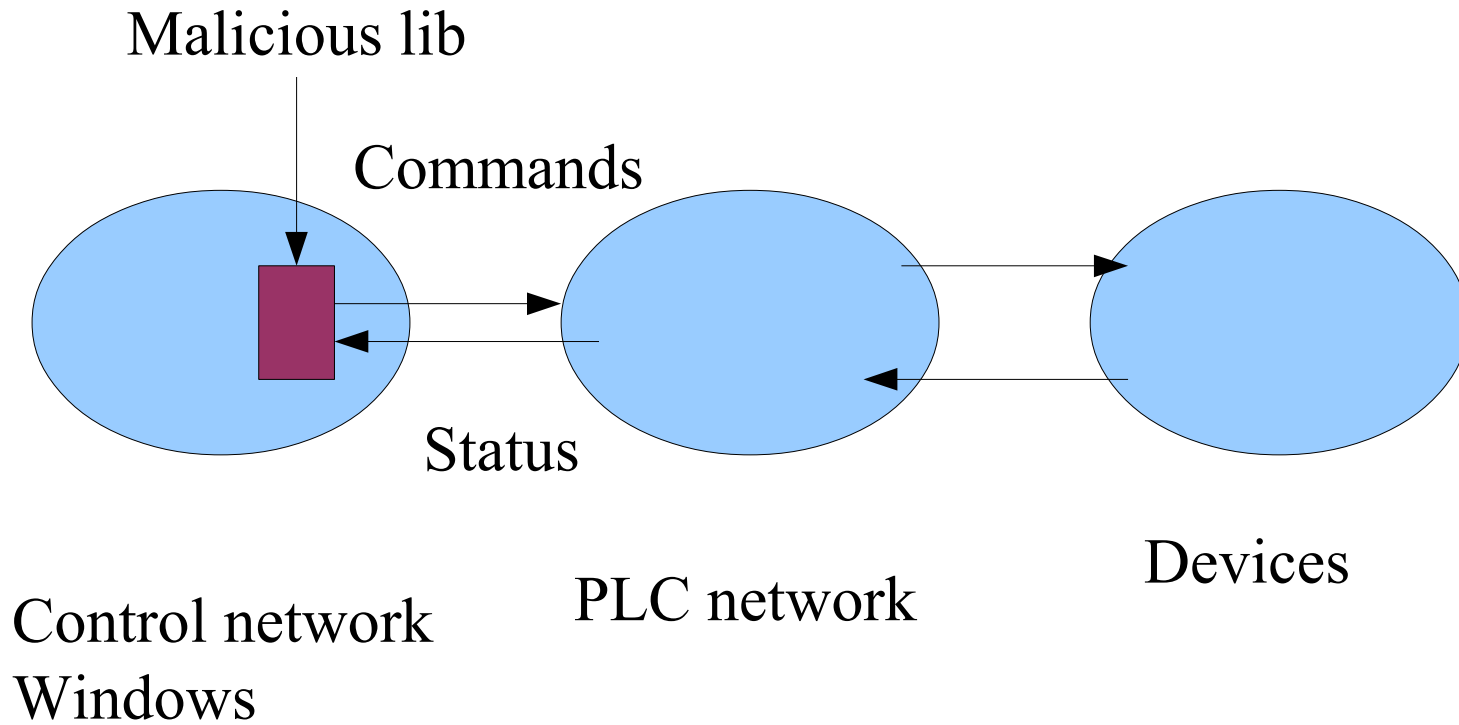 Malicious lib
Commands
Status
Devices
PLC network
Control network
Windows